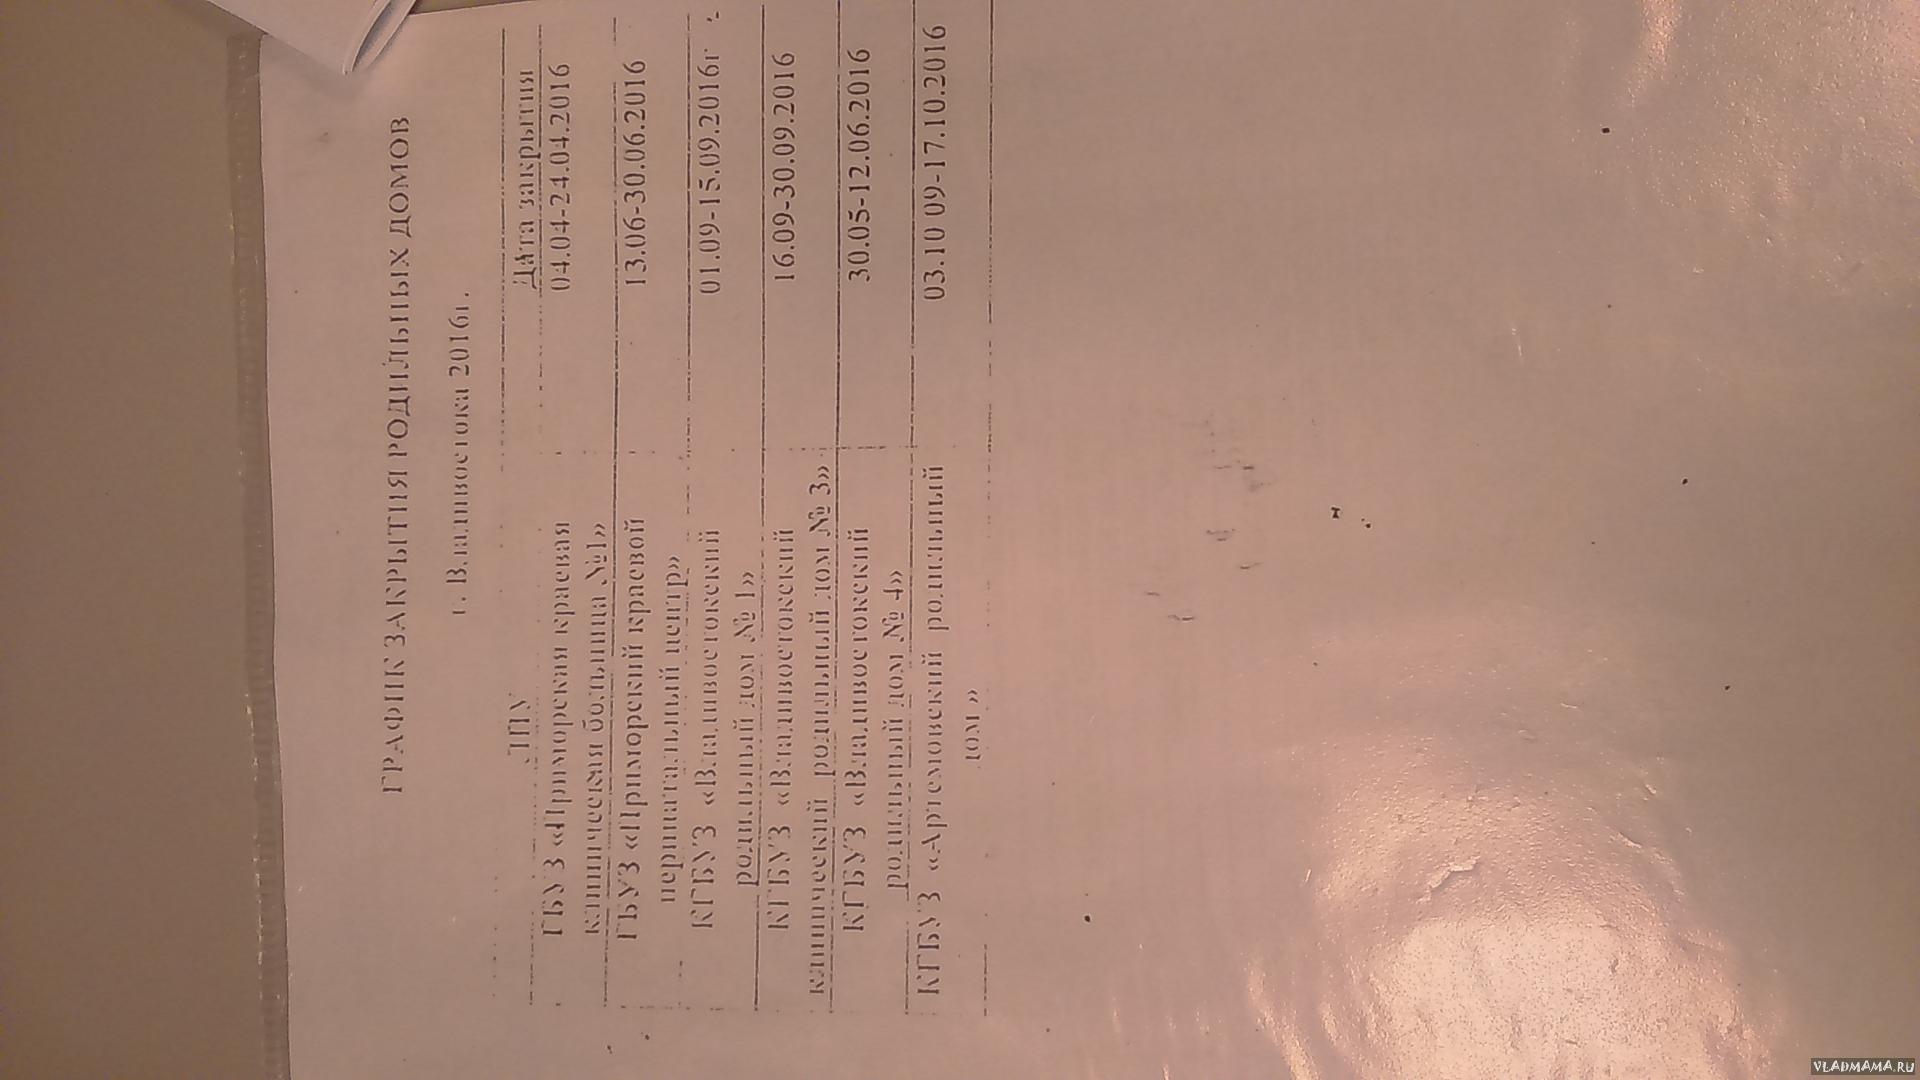 ГРАФИК ЗАКРЫТИЯ РОДИЛЬНЫХ ДОМОВ
г. Владивостока 2016г.
ЛПУ
Дата закрытия
ГБУЗ «Приморская краевая
клиническая больница №1»
04.04-24.04.2016
ГБУЗ «Приморский краевой
перинатальный центр»
13.06-30.06.2016
КГБУЗ «Владивостокский
родильный дом № 1»
01.09-15.09.2016г
КГБУЗ «Владивостокский
клинический родильный дом № 3»
16.09-30.09.2016
КГБУЗ «Владивостокский
родильный дом № 4»
30.05-12.06.2016
КГБУЗ «Артемовский родильный
дом»
03.10 09-17.10.2016
VLADMAMA.RU